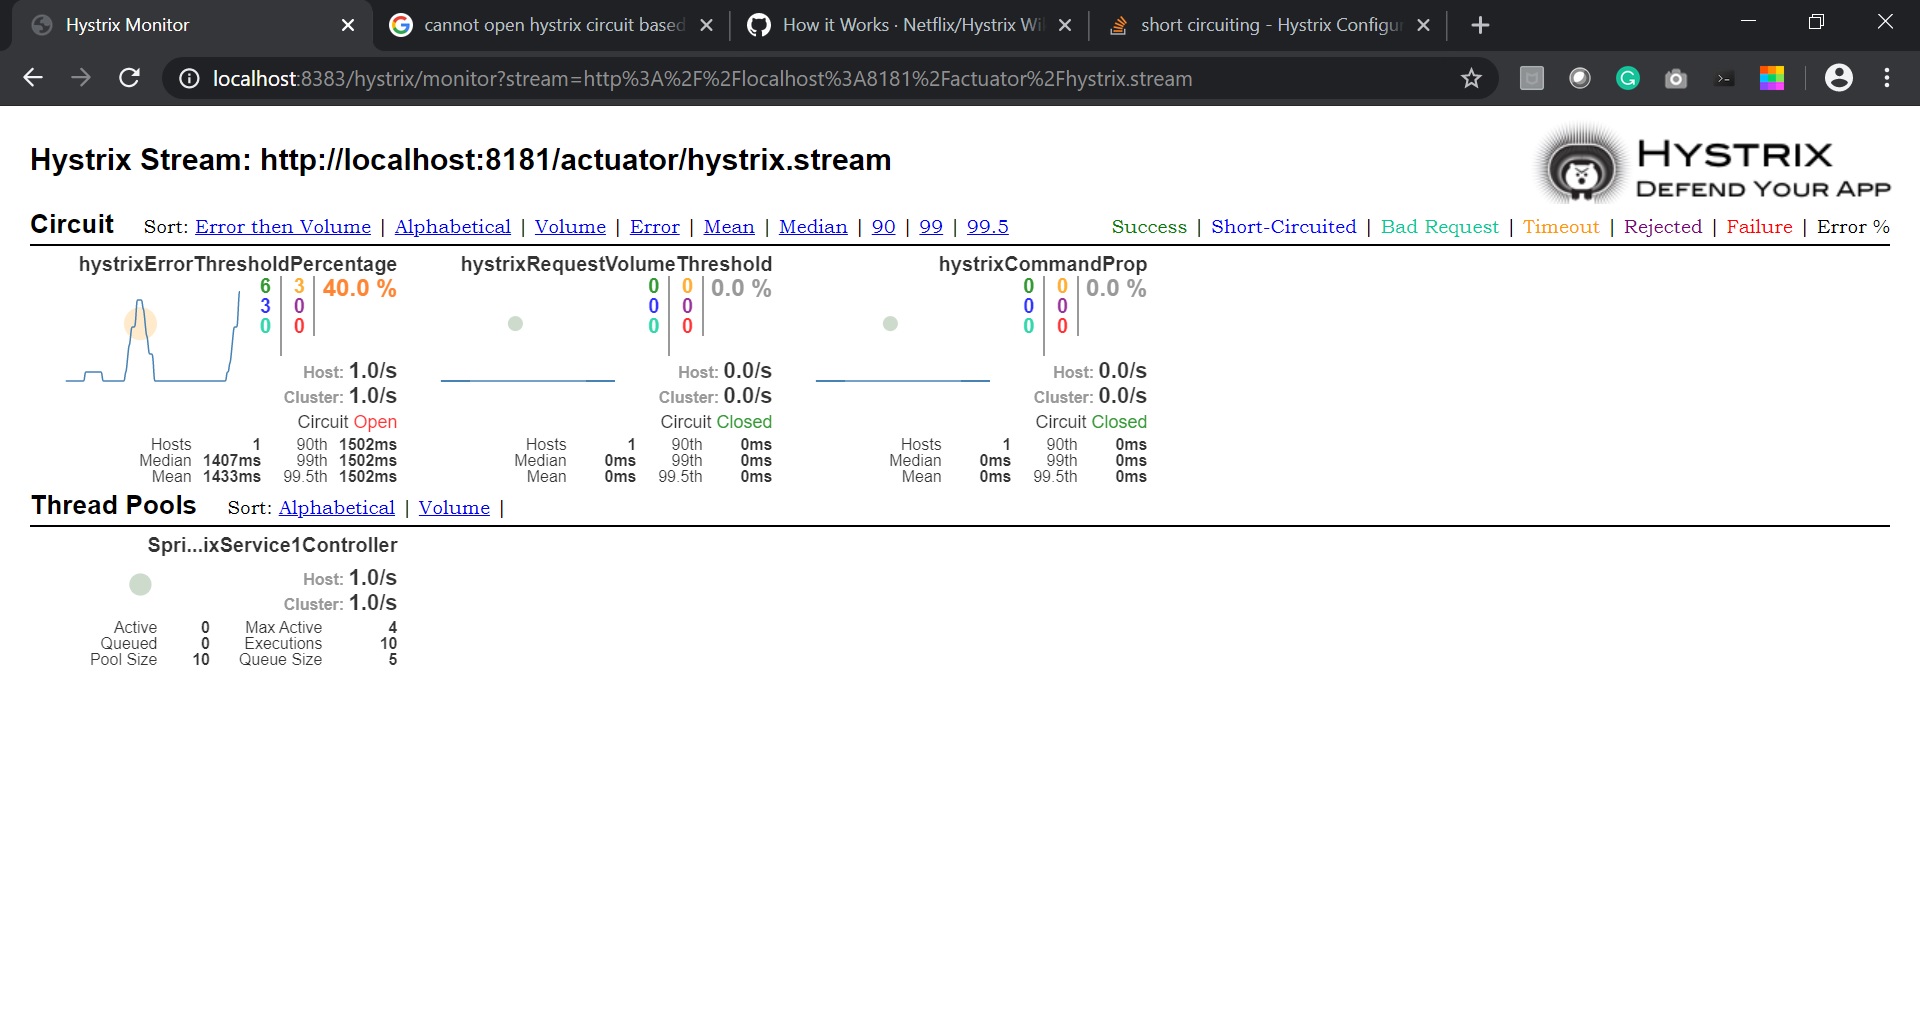 Hystrix Monitor
cannot open hystrix circuit based
How it Works · Netflix/Hystrix Wi
short circuiting - Hystrix Configur
localhost:8383/hystrix/monitor?stream=http%3A%2F%2Flocalhost%3A8181%2Factuator%2Fhystrix.stream
Hystrix Stream: http://localhost:8181/actuator/hystrix.stream
HYSTRIX
DEFEND YOUR APP
Circuit Sort: Error then Volume | Alphabetical | Volume | Error | Mean | Median | 90 | 99 | 99.5
Success | Short-Circuited | Bad Request | Timeout | Rejected | Failure | Error %
hystrixErrorThresholdPercentage
6 3 40.0 %
3 0
0 0
Host: 1.0/s
Cluster: 1.0/s
Circuit Open
Hosts 1 90th 1502ms
Median 1407ms 99th 1502ms
Mean 1433ms 99.5th 1502ms
hystrixRequestVolumeThreshold
0 0 0.0 %
0 0
0 0
Host: 0.0/s
Cluster: 0.0/s
Circuit Closed
Hosts 1 90th 0ms
Median 0ms 99th 0ms
Mean 0ms 99.5th 0ms
hystrixCommandProp
0 0 0.0 %
0 0
0 0
Host: 0.0/s
Cluster: 0.0/s
Circuit Closed
Hosts 1 90th 0ms
Median 0ms 99th 0ms
Mean 0ms 99.5th 0ms
Thread Pools Sort: Alphabetical | Volume |
Spri...ixService1Controller
Host: 1.0/s
Cluster: 1.0/s
Active 0 Max Active 4
Queued 0 Executions 10
Pool Size 10 Queue Size 5